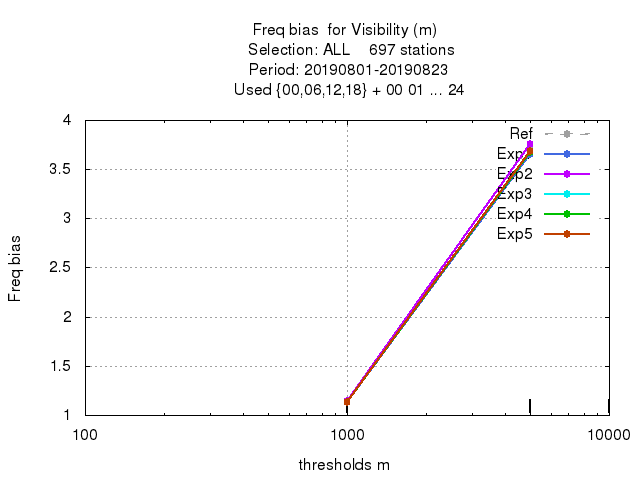 Freq bias  for Visibility (m)
Selection: ALL    697 stations
Period: 20190801-20190823
Used {00,06,12,18} + 00 01 ... 24
4
3.5
3
2.5
2
1.5
1
Freq bias
100
1000
10000
thresholds m
Ref
Exp
Exp2
Exp3
Exp4
Exp5